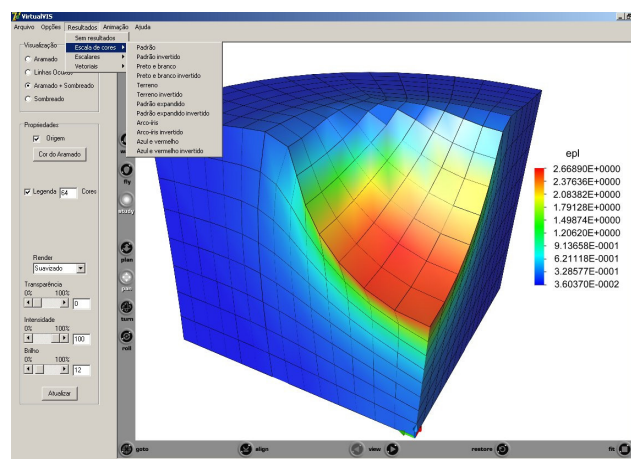 VirtualVIS
Arquivo Opções Resultados Animação Ajuda
Sem resultados
Escala de cores
Escalares
Vetoriais
Padrão
Padrão invertido
Preto e branco
Preto e branco invertido
Terreno
Terreno invertido
Padrão expandido
Padrão expandido invertido
Arco-íris
Arco-íris invertido
Azul e vermelho
Azul e vermelho invertido
Visualização
Aramado
Linhas Ocul
Aramado + Sombreado
Sombreado
Propriedades
Origem
Cor do Aramado
Legenda 64 Cores
Render
Suavizado
Transparência
0% 100%
0
Intensidade
0% 100%
100
Brilho
0% 100%
12
Atualizar
fly
study
plan
pan
turn
roll
goto align view restore fit
epl
2.66890E+0000
2.37636E+0000
2.08382E+0000
1.79128E+0000
1.49874E+0000
1.20620E+0000
9.13658E-0001
6.21118E-0001
3.28577E-0001
3.60370E-0002